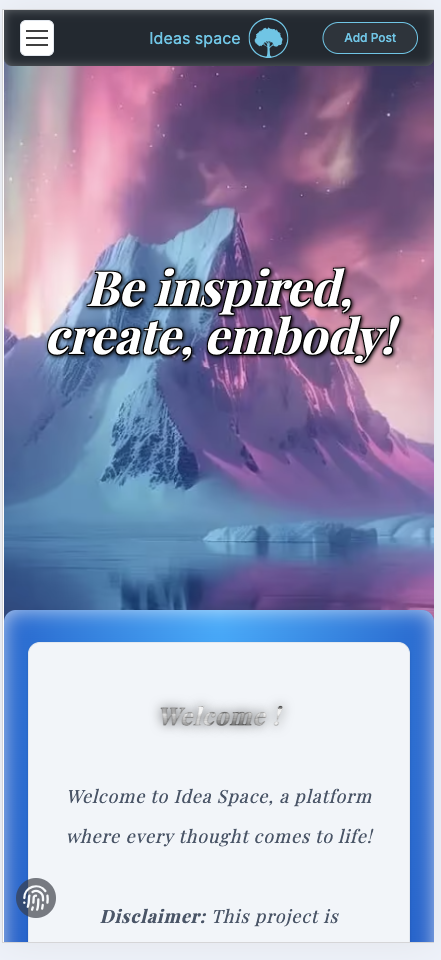 Ideas space
Add Post
Be inspired,
create, embody!
Welcome !
Welcome to Idea Space, a platform
where every thought comes to life!
Disclaimer: This project is